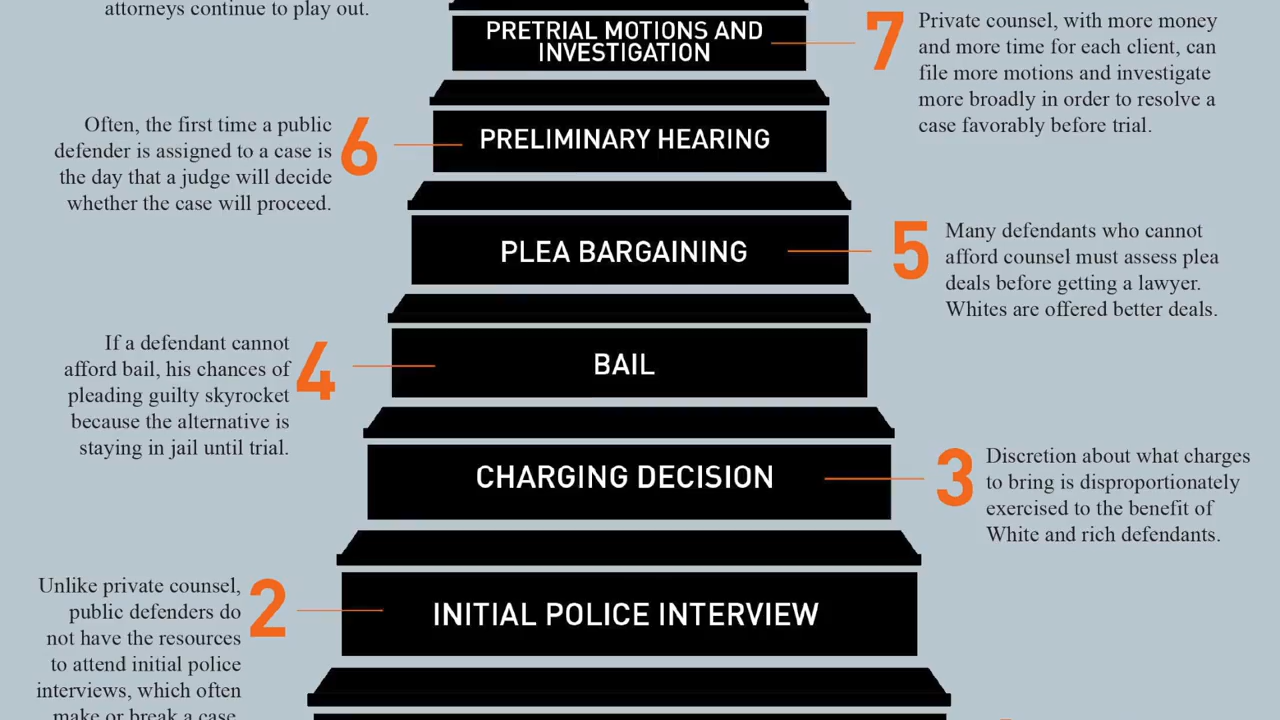 attorneys continue to play out.
PRETRIAL MOTIONS AND
INVESTIGATION
7
Private counsel, with more money
and more time for each client, can
file more motions and investigate
more broadly in order to resolve a
case favorably before trial.
Often, the first time a public
defender is assigned to a case is
the day that a judge will decide
whether the case will proceed.
6
PRELIMINARY HEARING
PLEA BARGAINING
5
Many defendants who cannot
afford counsel must assess plea
deals before getting a lawyer.
Whites are offered better deals.
If a defendant cannot
afford bail, his chances of
pleading guilty skyrocket
because the alternative is
staying in jail until trial.
4
BAIL
CHARGING DECISION
3
Discretion about what charges
to bring is disproportionately
exercised to the benefit of
White and rich defendants.
Unlike private counsel,
public defenders do
not have the resources
to attend initial police
interviews, which often
make or break a case.
2
INITIAL POLICE INTERVIEW